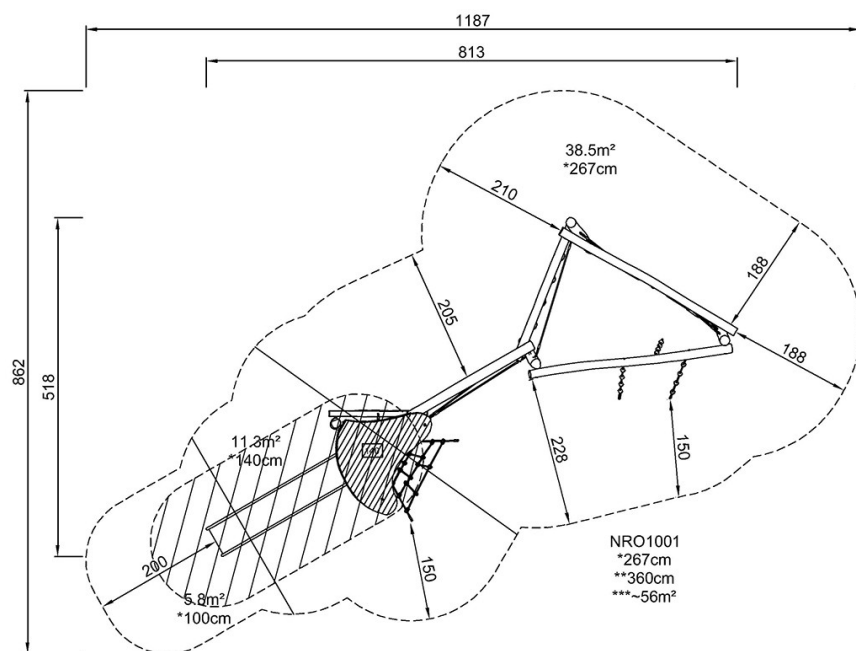 1187
813
38.5m²
*267cm
210
188
205
188
862
518
11.3m²
*140cm
228
150
NRO1001
*267cm
**360cm
***~56m²
200
150
5.8m²
*100cm